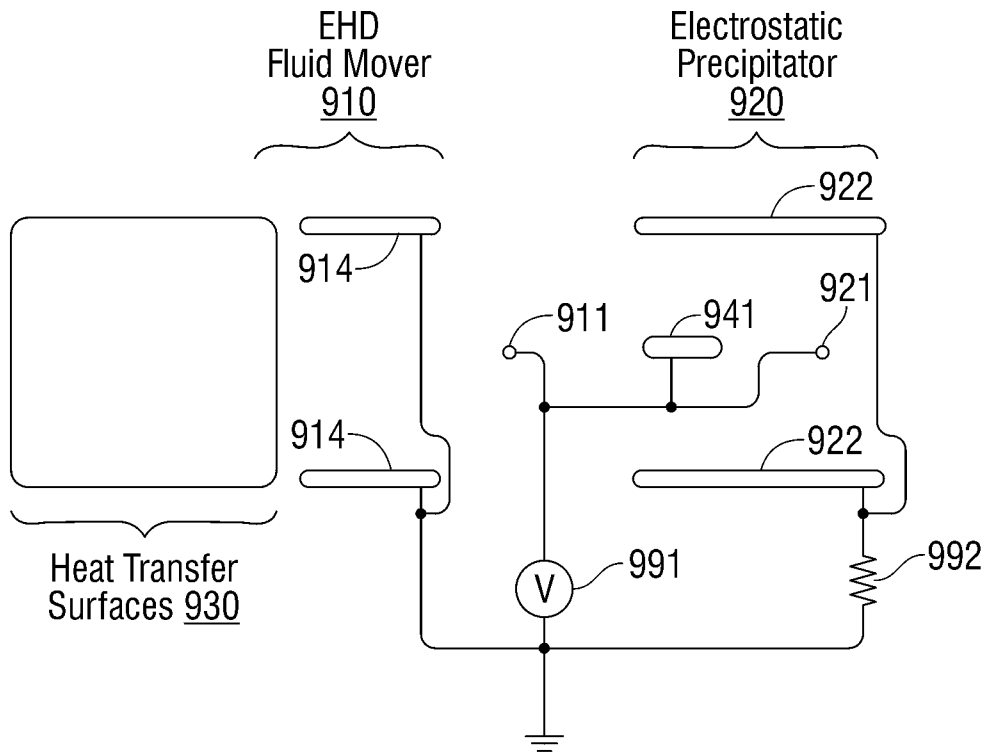 EHD
Fluid Mover
910
Electrostatic
Precipitator
920
922
914
911
941
921
914
922
991
992
V
Heat Transfer
Surfaces 930